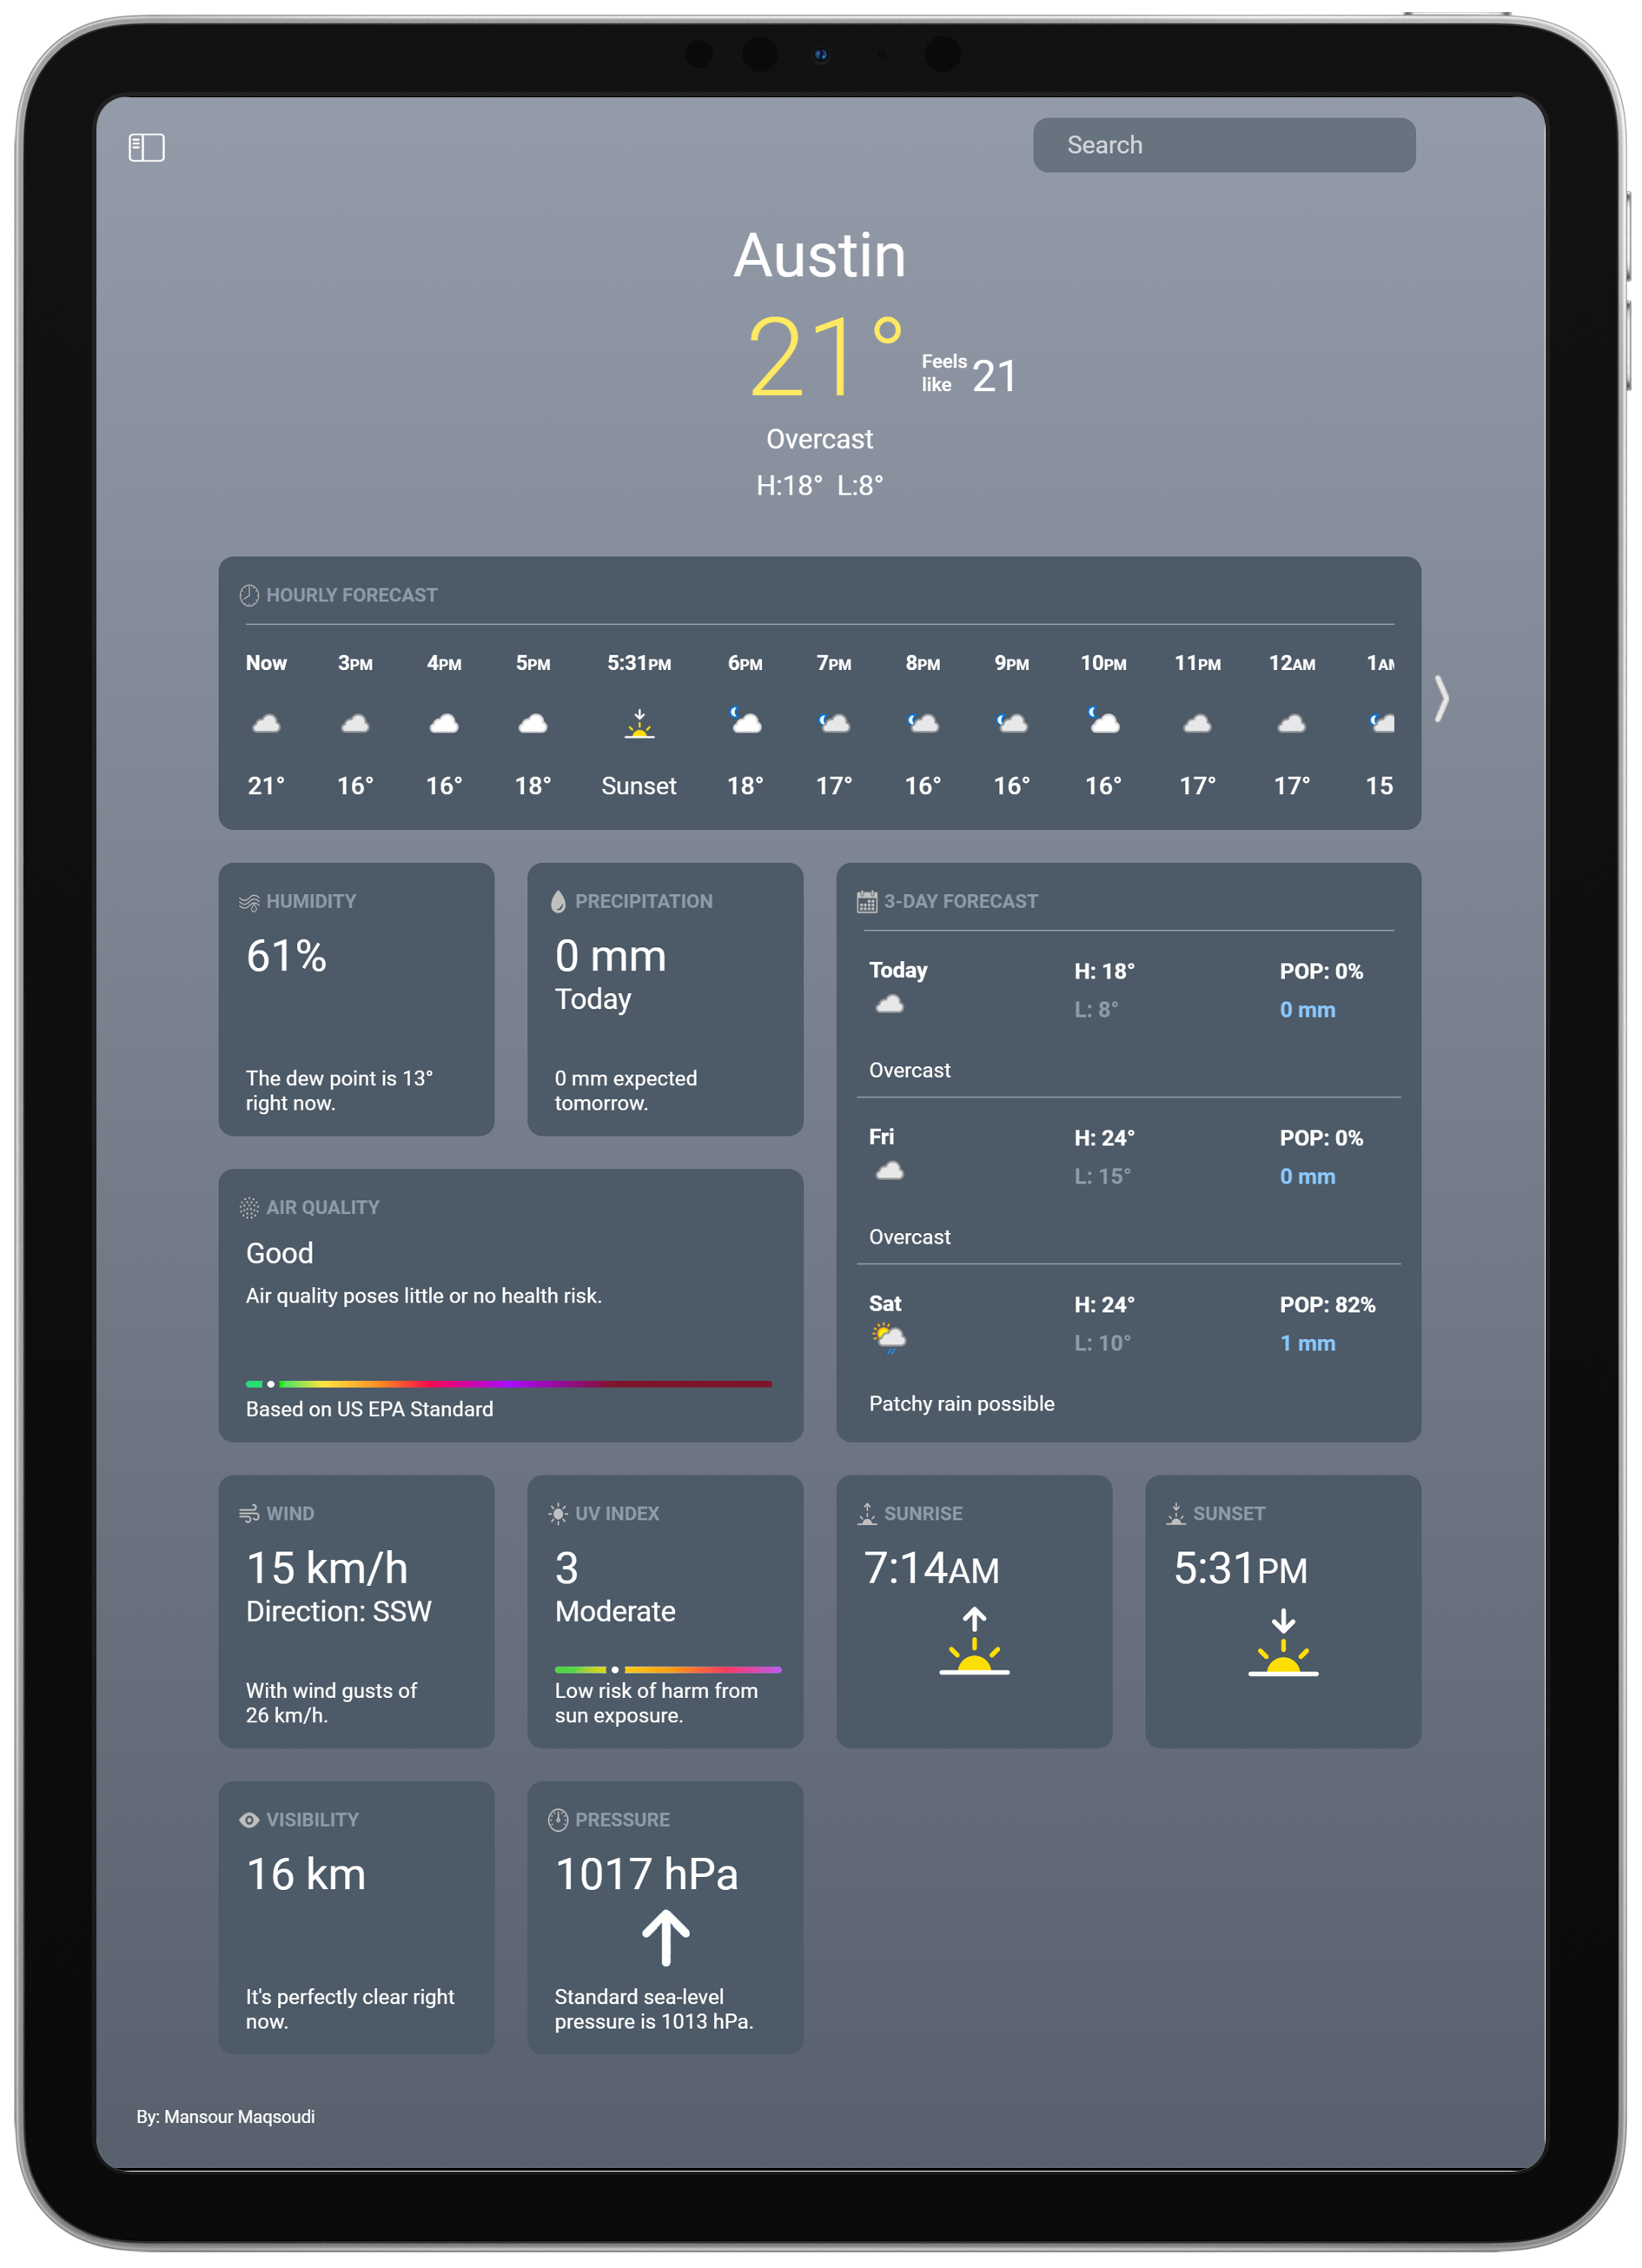 Search
Austin
21°
Feels
like 21
Overcast
H:18° L:8°
HOURLY FORECAST
Now 3PM 4PM 5PM 5:31PM 6PM 7PM 8PM 9PM 10PM 11PM 12AM 1AM
21° 16° 16° 18° Sunset 18° 17° 16° 16° 16° 17° 17° 15
HUMIDITY
61%
The dew point is 13°
right now.
PRECIPITATION
0 mm
Today
0 mm expected
tomorrow.
3-DAY FORECAST
Today H: 18° POP: 0%
L: 8° 0 mm
Overcast
Fri H: 24° POP: 0%
L: 15° 0 mm
Overcast
Sat H: 24° POP: 82%
L: 10° 1 mm
Patchy rain possible
AIR QUALITY
Good
Air quality poses little or no health risk.
Based on US EPA Standard
WIND
15 km/h
Direction: SSW
With wind gusts of
26 km/h.
UV INDEX
3
Moderate
Low risk of harm from
sun exposure.
SUNRISE
7:14AM
SUNSET
5:31PM
VISIBILITY
16 km
It's perfectly clear right
now.
PRESSURE
1017 hPa
Standard sea-level
pressure is 1013 hPa.
By: Mansour Maqsoudi